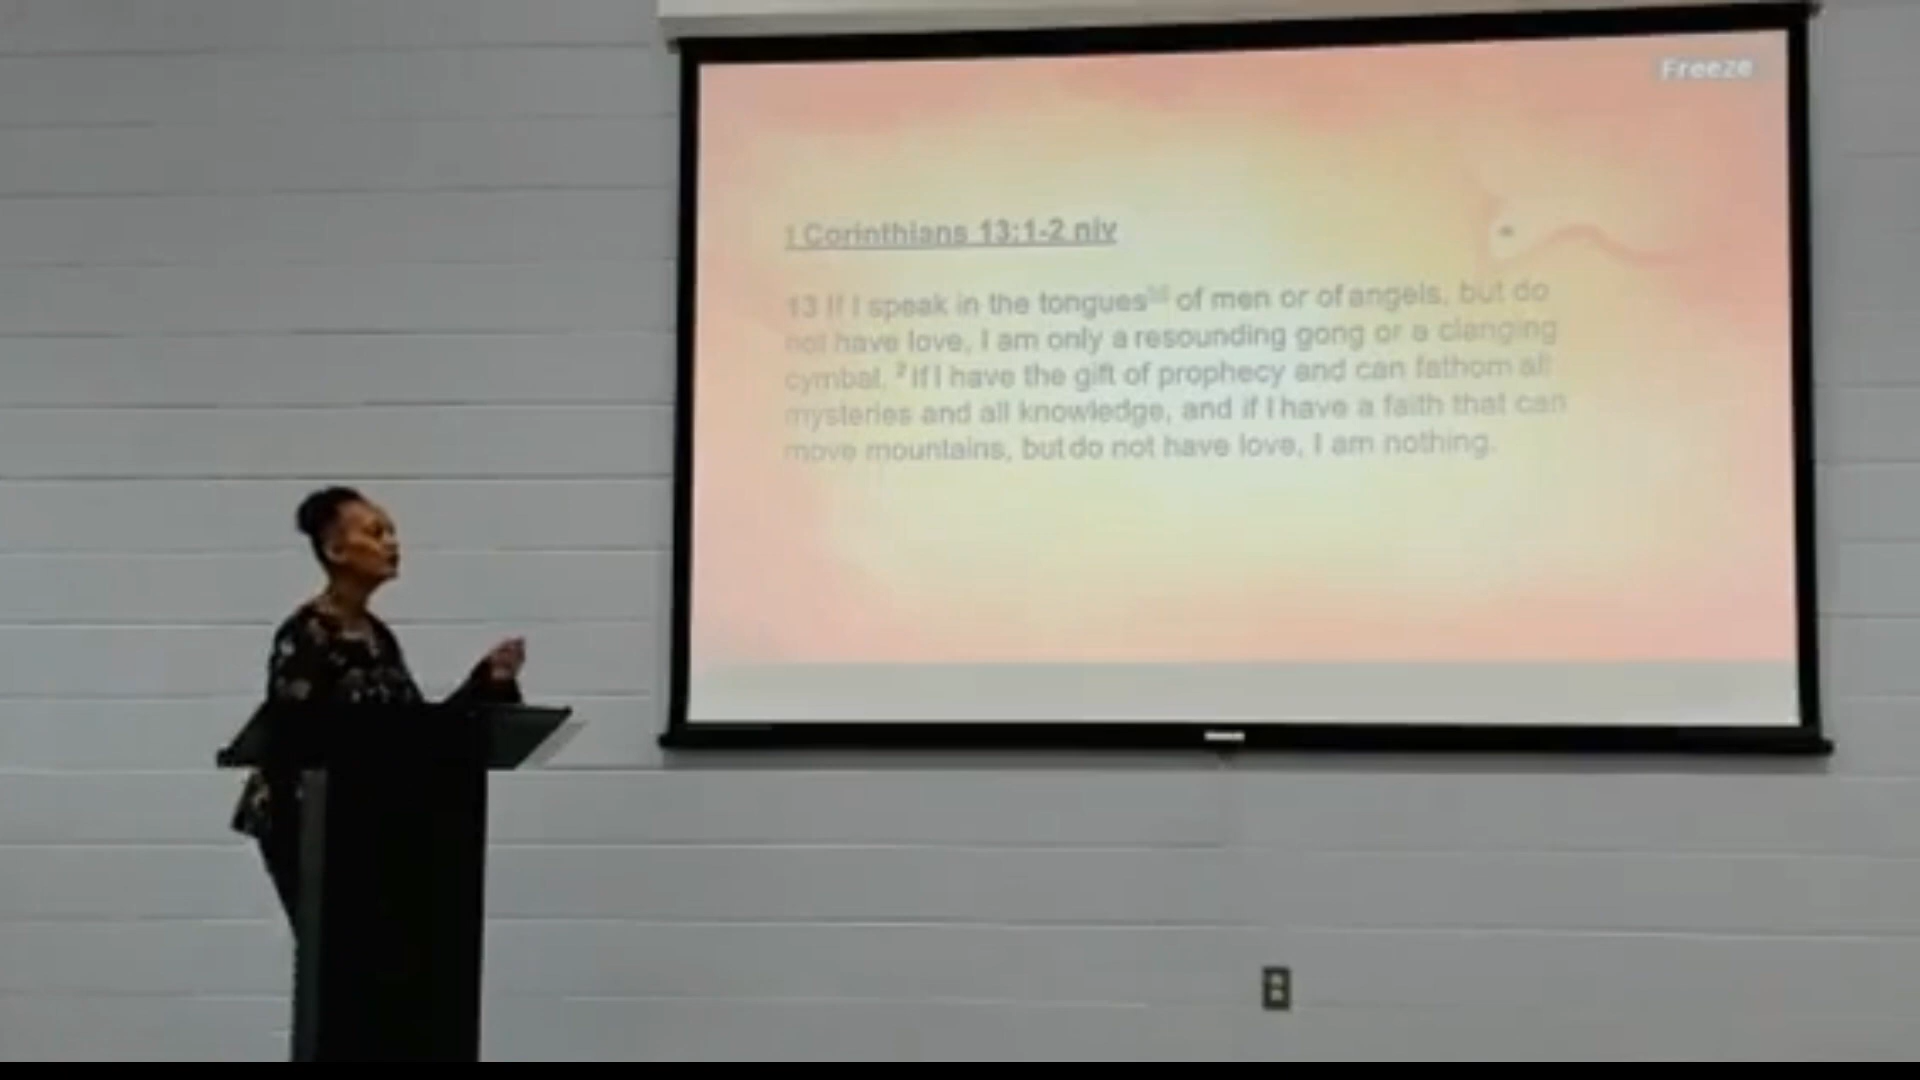 Freeze
1 Corinthians 13:1-2 niv
13 If I speak in the tongues of men or of angels, but do
not have love, I am only a resounding gong or a clanging
cymbal. ² If I have the gift of prophecy and can fathom all
mysteries and all knowledge, and if I have a faith that can
move mountains, but do not have love, I am nothing.